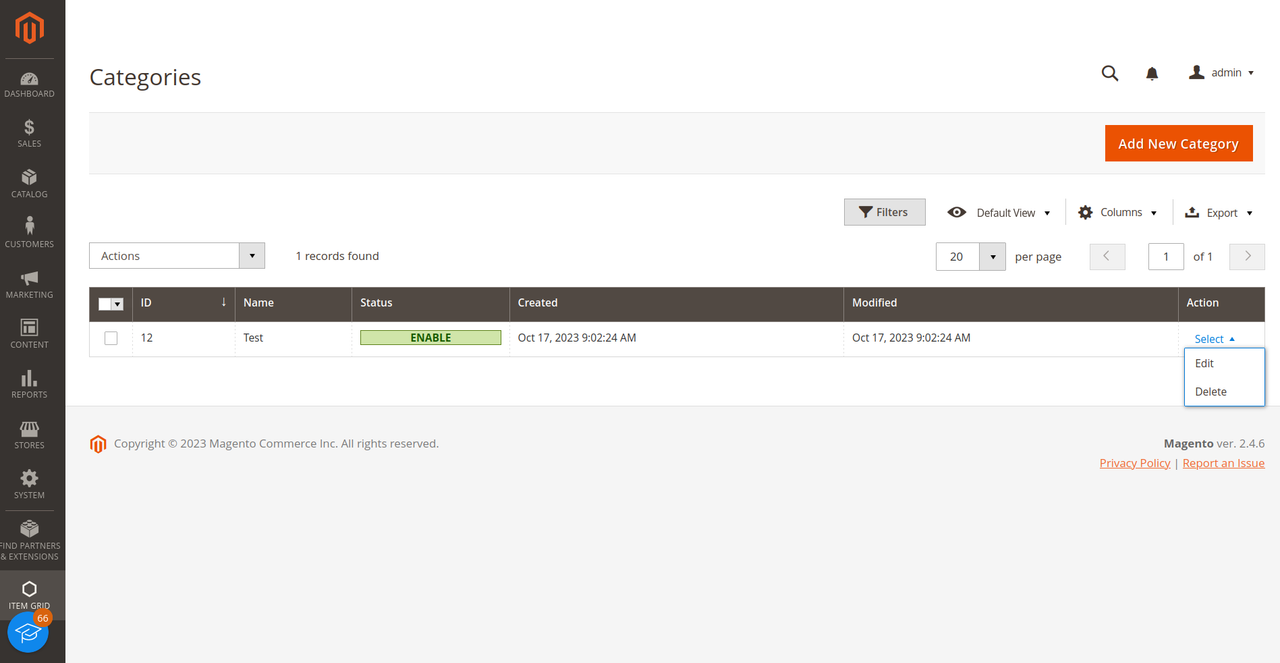 Categories
admin
Add New Category
Filters
Default View
Columns
Export
Actions
1 records found
20
per page
1
of 1
ID ↓ Name Status Created Modified Action
12 Test ENABLE Oct 17, 2023 9:02:24 AM Oct 17, 2023 9:02:24 AM Select
Edit
Delete
DASHBOARD
$
SALES
CATALOG
CUSTOMERS
MARKETING
CONTENT
REPORTS
STORES
SYSTEM
FIND PARTNERS
& EXTENSIONS
ITEM GRID
66
Copyright © 2023 Magento Commerce Inc. All rights reserved.
Magento ver. 2.4.6
Privacy Policy | Report an Issue